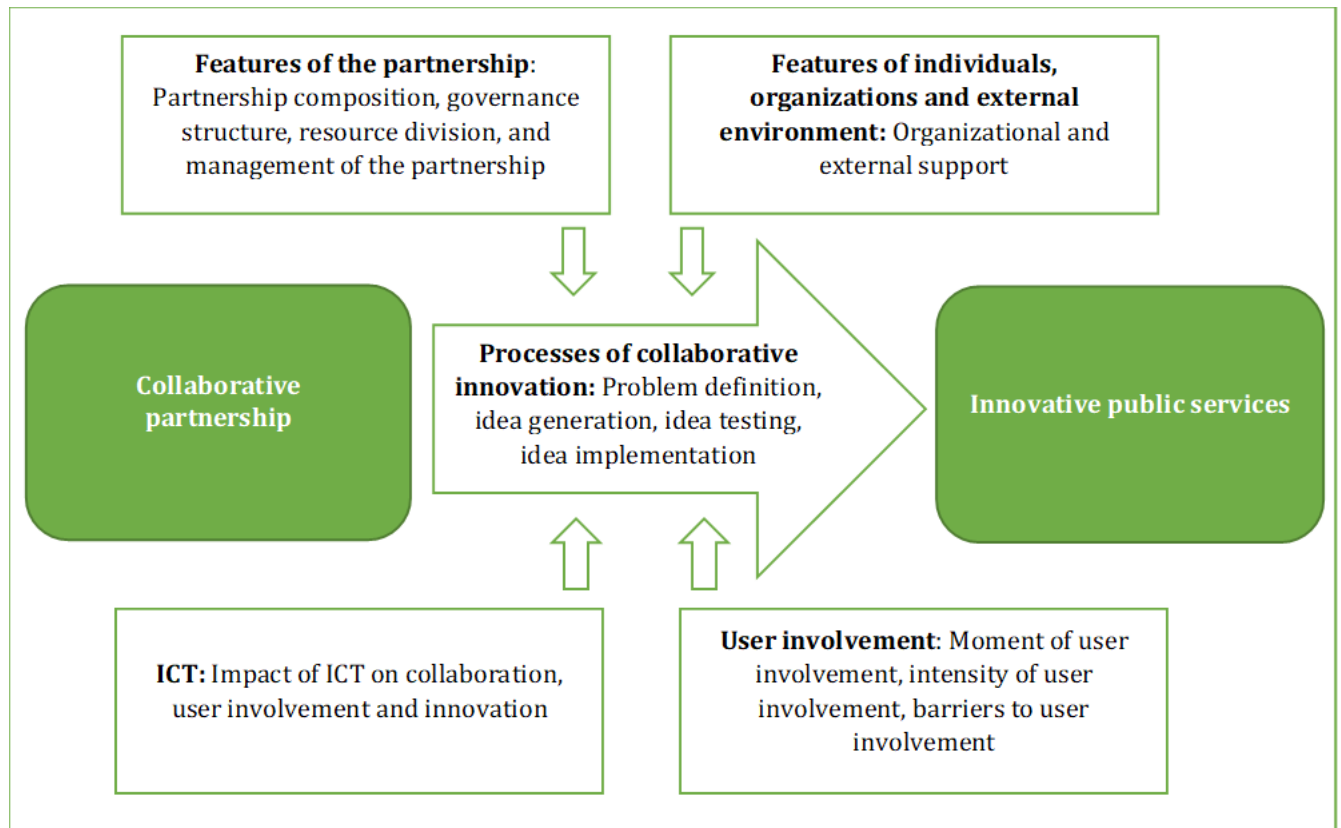 Features of the partnership:
Partnership composition, governance
structure, resource division, and
management of the partnership
Features of individuals,
organizations and external
environment: Organizational and
external support
Collaborative
partnership
Processes of collaborative
innovation: Problem definition,
idea generation, idea testing,
idea implementation
Innovative public services
ICT: Impact of ICT on collaboration,
user involvement and innovation
User involvement: Moment of user
involvement, intensity of user
involvement, barriers to user
involvement